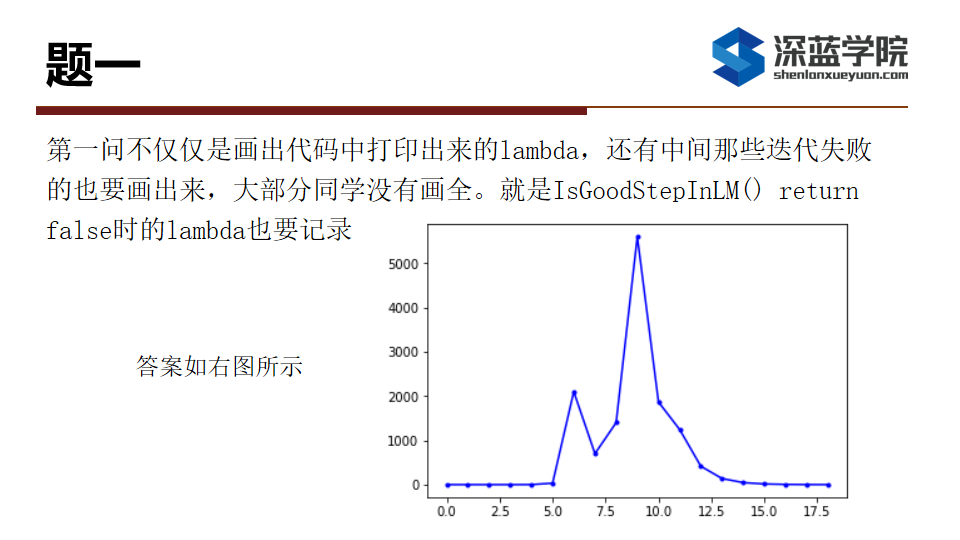 题一
深蓝学院
shenlanxueyuan.com
第一问不仅仅是画出代码中打印出来的lambda，还有中间那些迭代失败
的也要画出来，大部分同学没有画全。就是IsGoodStepInLM() return
false时的lambda也要记录
答案如右图所示
5000
4000
3000
2000
1000
0
0.0 2.5 5.0 7.5 10.0 12.5 15.0 17.5